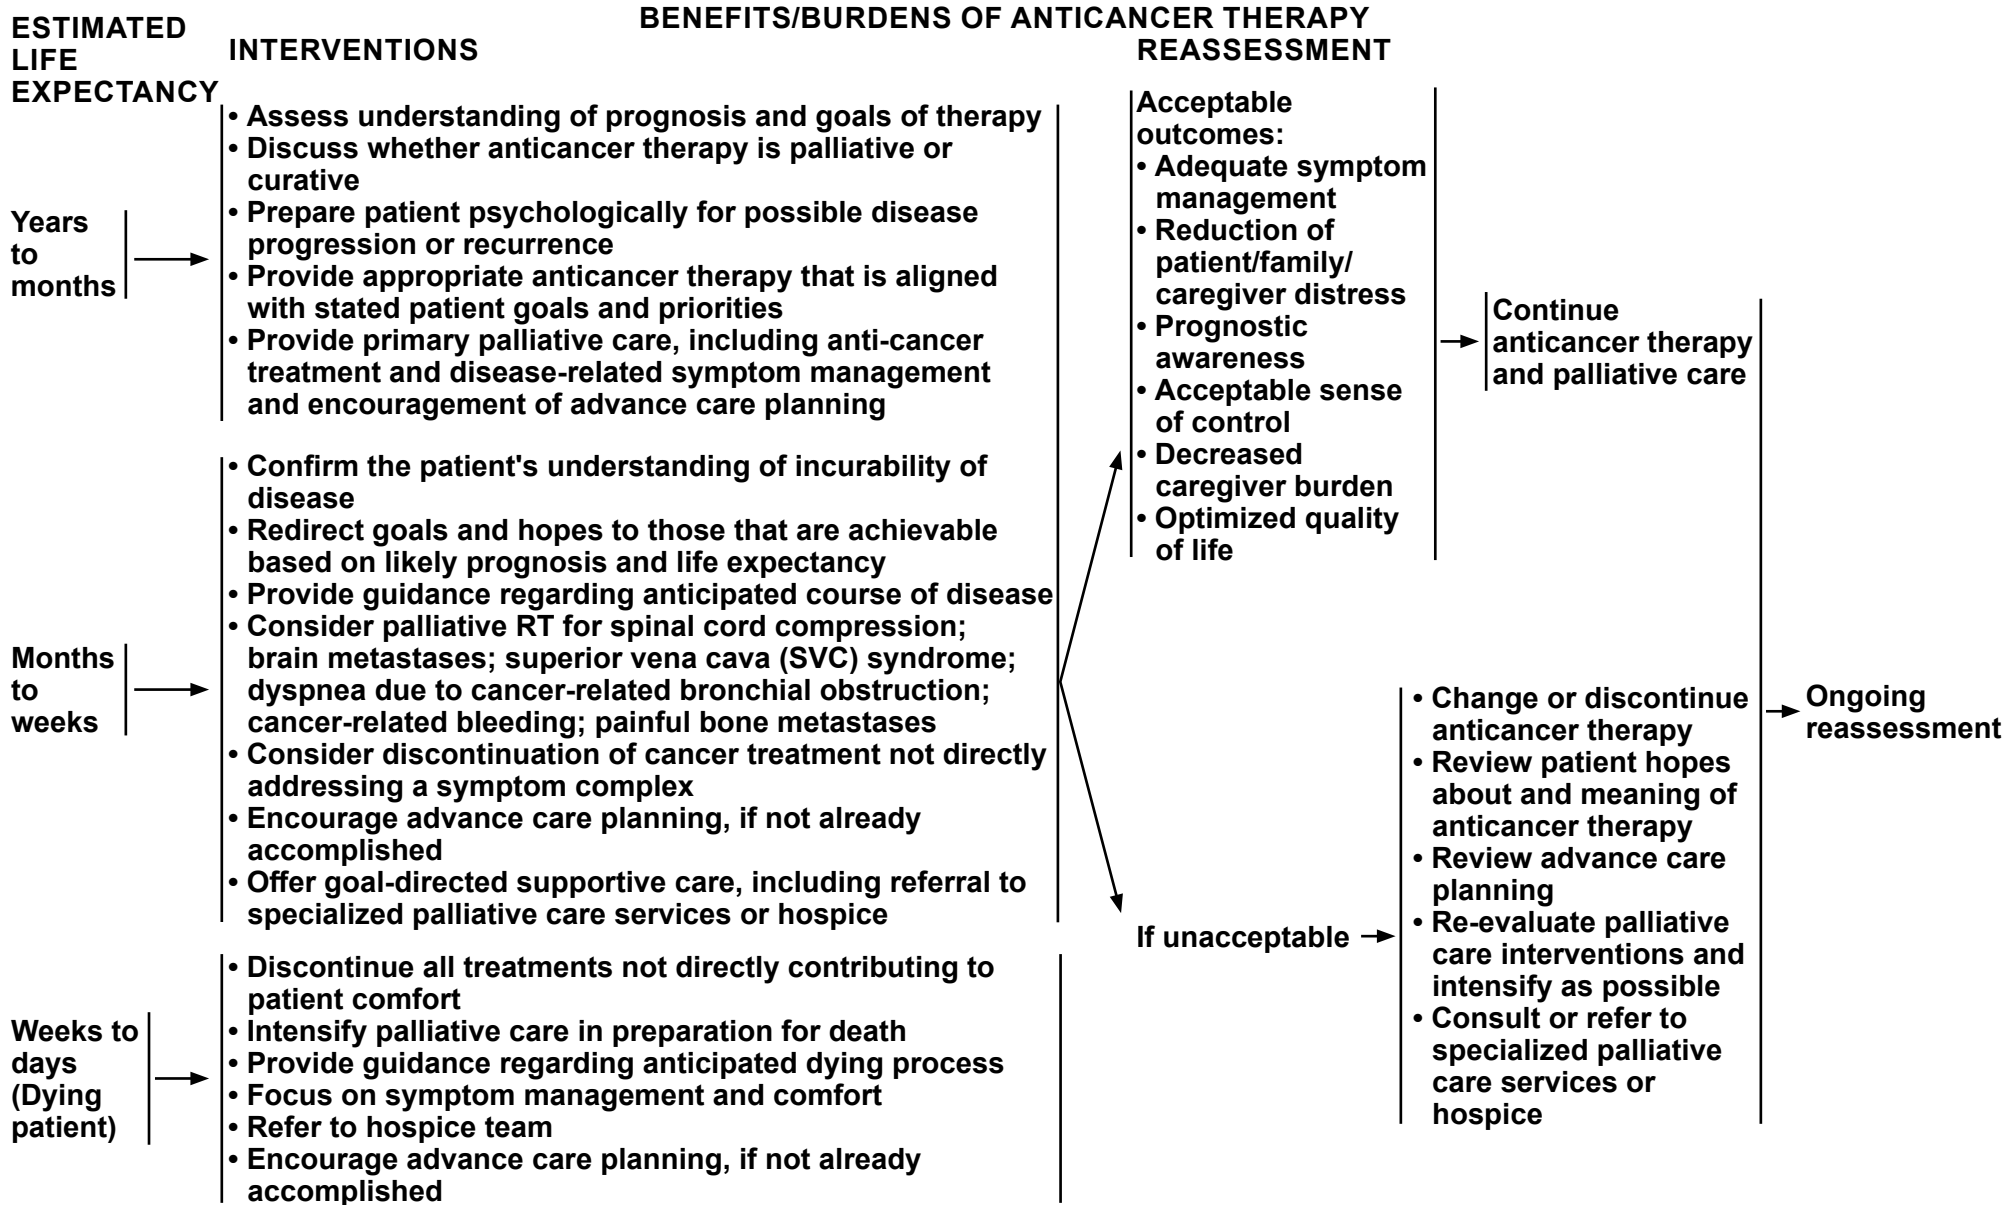 BENEFITS/BURDENS OF ANTICANCER THERAPY
ESTIMATED
LIFE
EXPECTANCY
INTERVENTIONS
REASSESSMENT
Years
to
months
• Assess understanding of prognosis and goals of therapy
• Discuss whether anticancer therapy is palliative or
curative
• Prepare patient psychologically for possible disease
progression or recurrence
• Provide appropriate anticancer therapy that is aligned
with stated patient goals and priorities
• Provide primary palliative care, including anti-cancer
treatment and disease-related symptom management
and encouragement of advance care planning
Months
to
weeks
• Confirm the patient's understanding of incurability of
disease
• Redirect goals and hopes to those that are achievable
based on likely prognosis and life expectancy
• Provide guidance regarding anticipated course of disease
• Consider palliative RT for spinal cord compression;
brain metastases; superior vena cava (SVC) syndrome;
dyspnea due to cancer-related bronchial obstruction;
cancer-related bleeding; painful bone metastases
• Consider discontinuation of cancer treatment not directly
addressing a symptom complex
• Encourage advance care planning, if not already
accomplished
• Offer goal-directed supportive care, including referral to
specialized palliative care services or hospice
Weeks to
days
(Dying
patient)
• Discontinue all treatments not directly contributing to
patient comfort
• Intensify palliative care in preparation for death
• Provide guidance regarding anticipated dying process
• Focus on symptom management and comfort
• Refer to hospice team
• Encourage advance care planning, if not already
accomplished
Acceptable
outcomes:
• Adequate symptom
management
• Reduction of
patient/family/
caregiver distress
• Prognostic
awareness
• Acceptable sense
of control
• Decreased
caregiver burden
• Optimized quality
of life
Continue
anticancer therapy
and palliative care
If unacceptable
• Change or discontinue
anticancer therapy
• Review patient hopes
about and meaning of
anticancer therapy
• Review advance care
planning
• Re-evaluate palliative
care interventions and
intensify as possible
• Consult or refer to
specialized palliative
care services or
hospice
Ongoing
reassessment